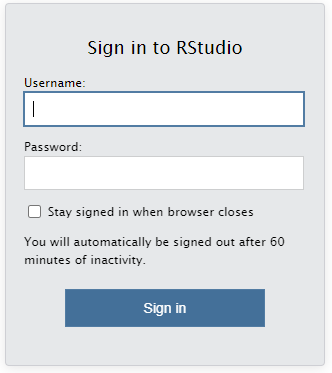 Sign in to RStudio
Username:
Password:
Stay signed in when browser closes
You will automatically be signed out after 60
minutes of inactivity.
Sign in